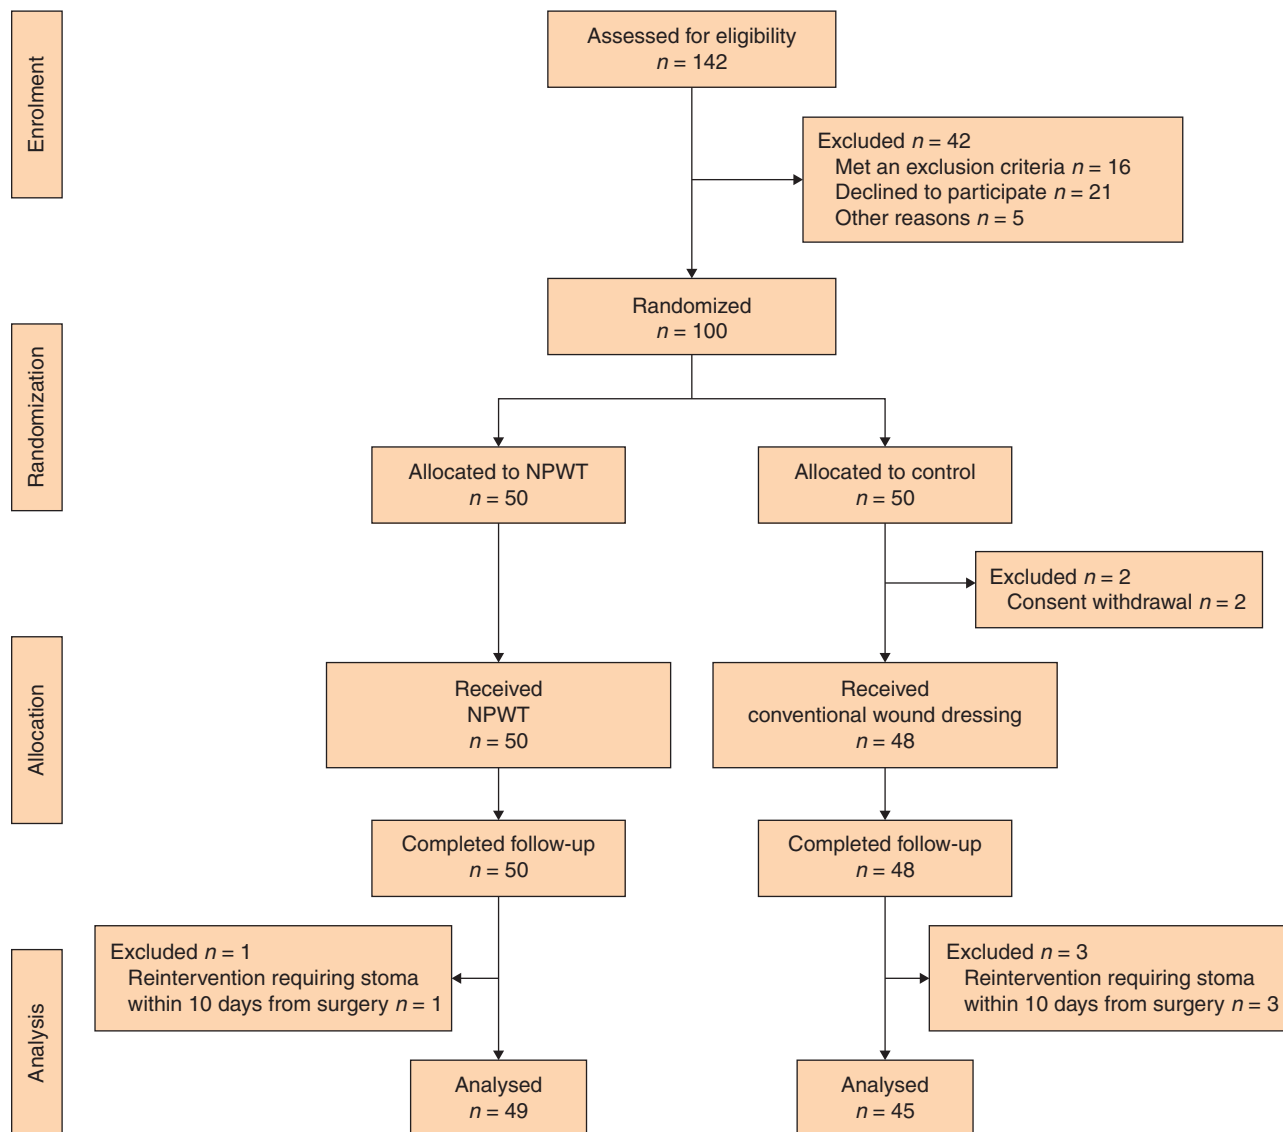 Enrolment
Assessed for eligibility
n = 142
Excluded n = 42
Met an exclusion criteria n = 16
Declined to participate n = 21
Other reasons n = 5
Randomization
Randomized
n = 100
Allocated to NPWT
n = 50
Allocated to control
n = 50
Excluded n = 2
Consent withdrawal n = 2
Allocation
Received
NPWT
n = 50
Received
conventional wound dressing
n = 48
Completed follow-up
n = 50
Completed follow-up
n = 48
Analysis
Excluded n = 1
Reintervention requiring stoma
within 10 days from surgery n = 1
Excluded n = 3
Reintervention requiring stoma
within 10 days from surgery n = 3
Analysed
n = 49
Analysed
n = 45